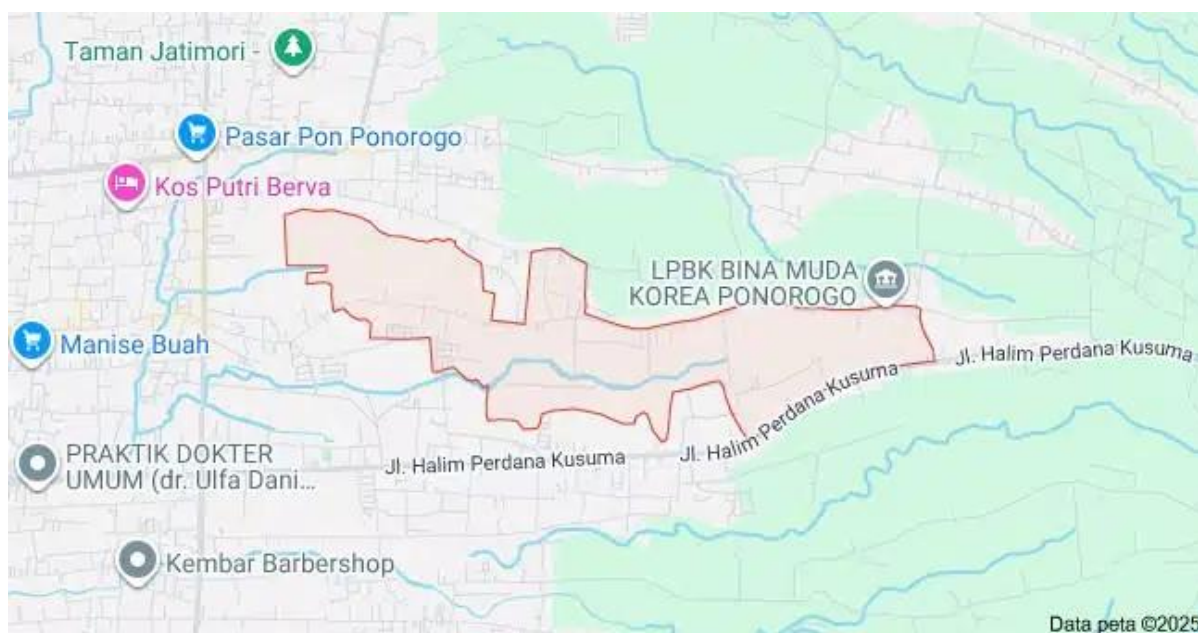 Taman Jatimori -
Pasar Pon Ponorogo
Kos Putri Berva
LPBK BINA MUDA
KOREA PONOROGO
Manise Buah
Jl. Halim Perdana Kusuma
Jl. Halim Perdana Kusuma
Jl. Halim Perdana Kusuma
PRAKTIK DOKTER
UMUM (dr. Ulfa Dani...
Kembar Barbershop
Data peta ©2025